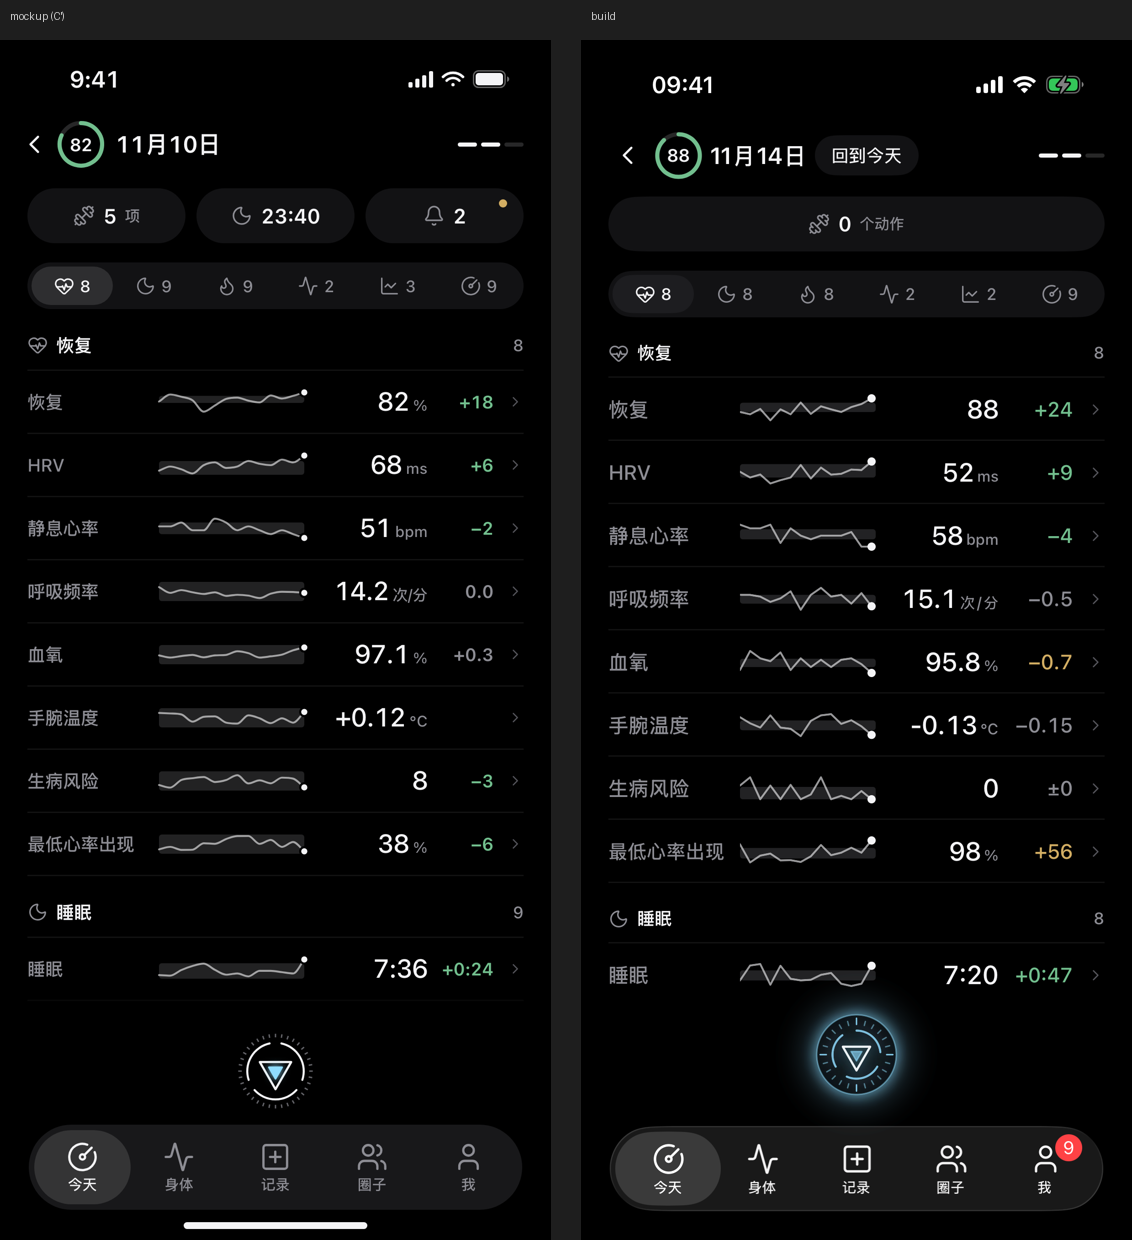 mockup (C')
9:41
82 11月10日
5 项 23:40 2
8 9 9 2 3 9
恢复 8
恢复 82 % +18
HRV 68 ms +6
静息心率 51 bpm −2
呼吸频率 14.2 次/分 0.0
血氧 97.1 % +0.3
手腕温度 +0.12 °C
生病风险 8 −3
最低心率出现 38 % −6
睡眠 9
睡眠 7:36 +0:24
今天 身体 记录 圈子 我
build
09:41
88 11月14日 回到今天
0 个动作
8 8 8 2 2 9
恢复 8
恢复 88 +24
HRV 52 ms +9
静息心率 58 bpm −4
呼吸频率 15.1 次/分 −0.5
血氧 95.8 % −0.7
手腕温度 -0.13 °C −0.15
生病风险 0 ±0
最低心率出现 98 % +56
睡眠 8
睡眠 7:20 +0:47
9
今天 身体 记录 圈子 我